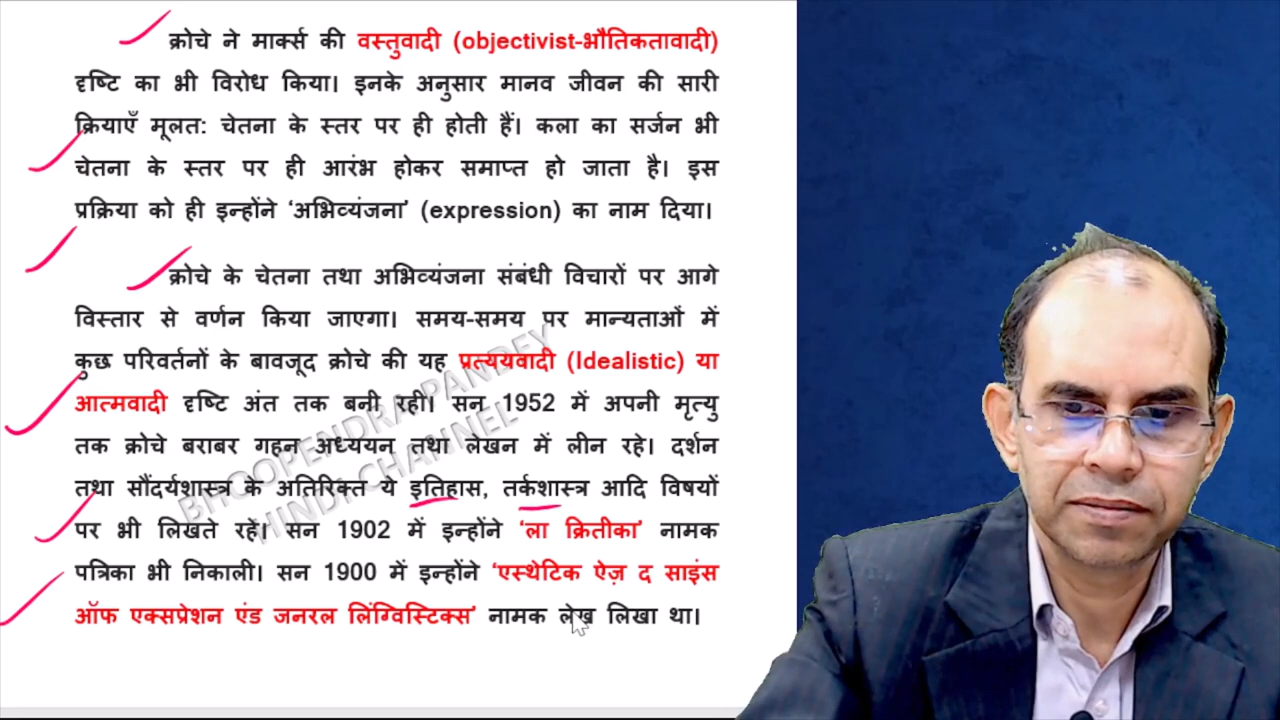 क्रोचे ने मार्क्स की वस्तुवादी (objectivist-भौतिकतावादी)
दृष्टि का भी विरोध किया। इनके अनुसार मानव जीवन की सारी
क्रियाएँ मूलत: चेतना के स्तर पर ही होती हैं। कला का सर्जन भी
चेतना के स्तर पर ही आरंभ होकर समाप्त हो जाता है। इस
प्रक्रिया को ही इन्होंने ‘अभिव्यंजना’ (expression) का नाम दिया।
क्रोचे के चेतना तथा अभिव्यंजना संबंधी विचारों पर आगे
विस्तार से वर्णन किया जाएगा। समय-समय पर मान्यताओं में
कुछ परिवर्तनों के बावजूद क्रोचे की यह प्रत्ययवादी (Idealistic) या
आत्मवादी दृष्टि अंत तक बनी रही। सन 1952 में अपनी मृत्यु
तक क्रोचे बराबर गहन अध्ययन तथा लेखन में लीन रहे। दर्शन
तथा सौंदर्यशास्त्र के अतिरिक्त ये इतिहास, तर्कशास्त्र आदि विषयों
पर भी लिखते रहें। सन 1902 में इन्होंने ‘ला क्रितीका’ नामक
पत्रिका भी निकाली। सन 1900 में इन्होंने ‘एस्थेटिक ऐज़ द साइंस
ऑफ एक्सप्रेशन एंड जनरल लिंग्विस्टिक्स’ नामक लेख लिखा था।
BHOOPENDRA PANDEY
HINDI CHANNEL